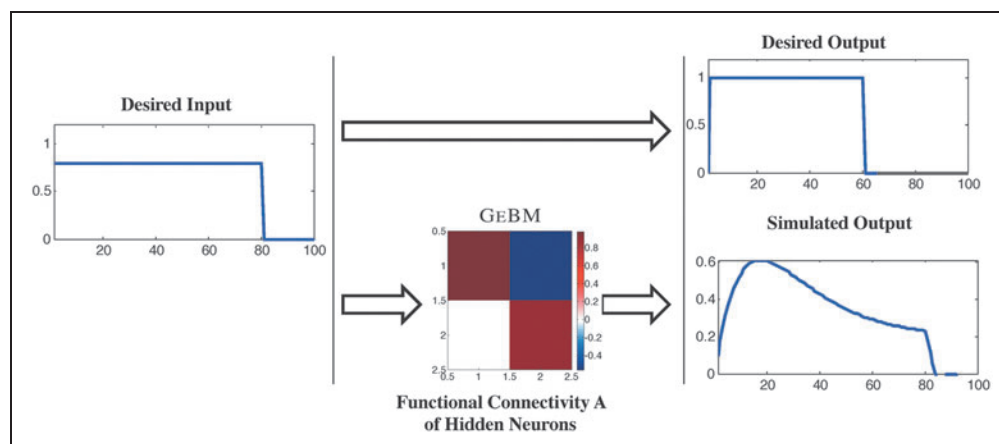 Desired Input
1
0.5
0
20 40 60 80 100
GEBM
0.5
1
1.5
2
2.5
0.5 1 1.5 2 2.5
0.8
0.6
0.4
0.2
0
-0.2
-0.4
Functional Connectivity A
of Hidden Neurons
Desired Output
1
0.5
0
20 40 60 80 100
Simulated Output
0.6
0.4
0.2
0
20 40 60 80 100